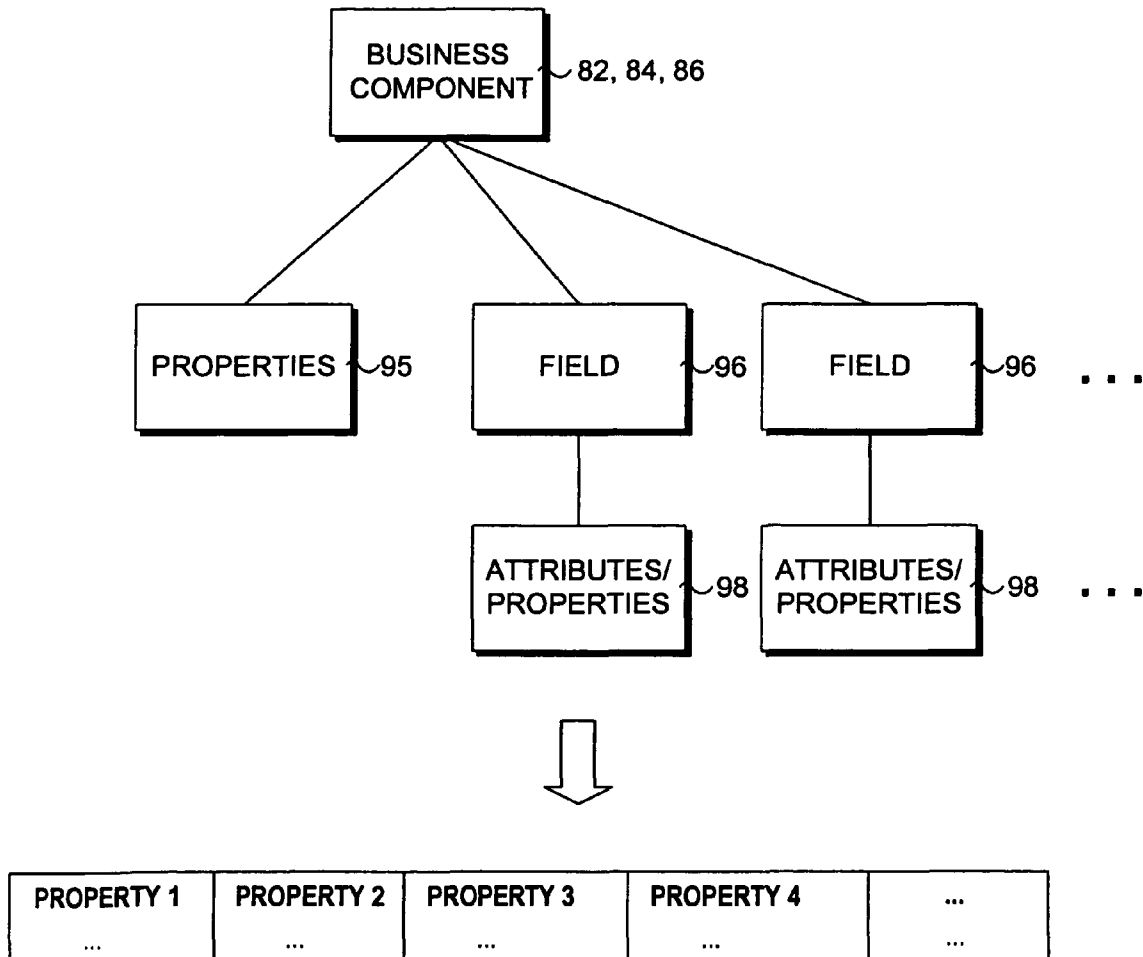 BUSINESS
COMPONENT
82, 84, 86
PROPERTIES 95 FIELD 96 FIELD 96 ...
ATTRIBUTES/ ATTRIBUTES/
PROPERTIES 98 PROPERTIES 98 ...
PROPERTY 1 PROPERTY 2 PROPERTY 3 PROPERTY 4 ...
... ... ... ... ...